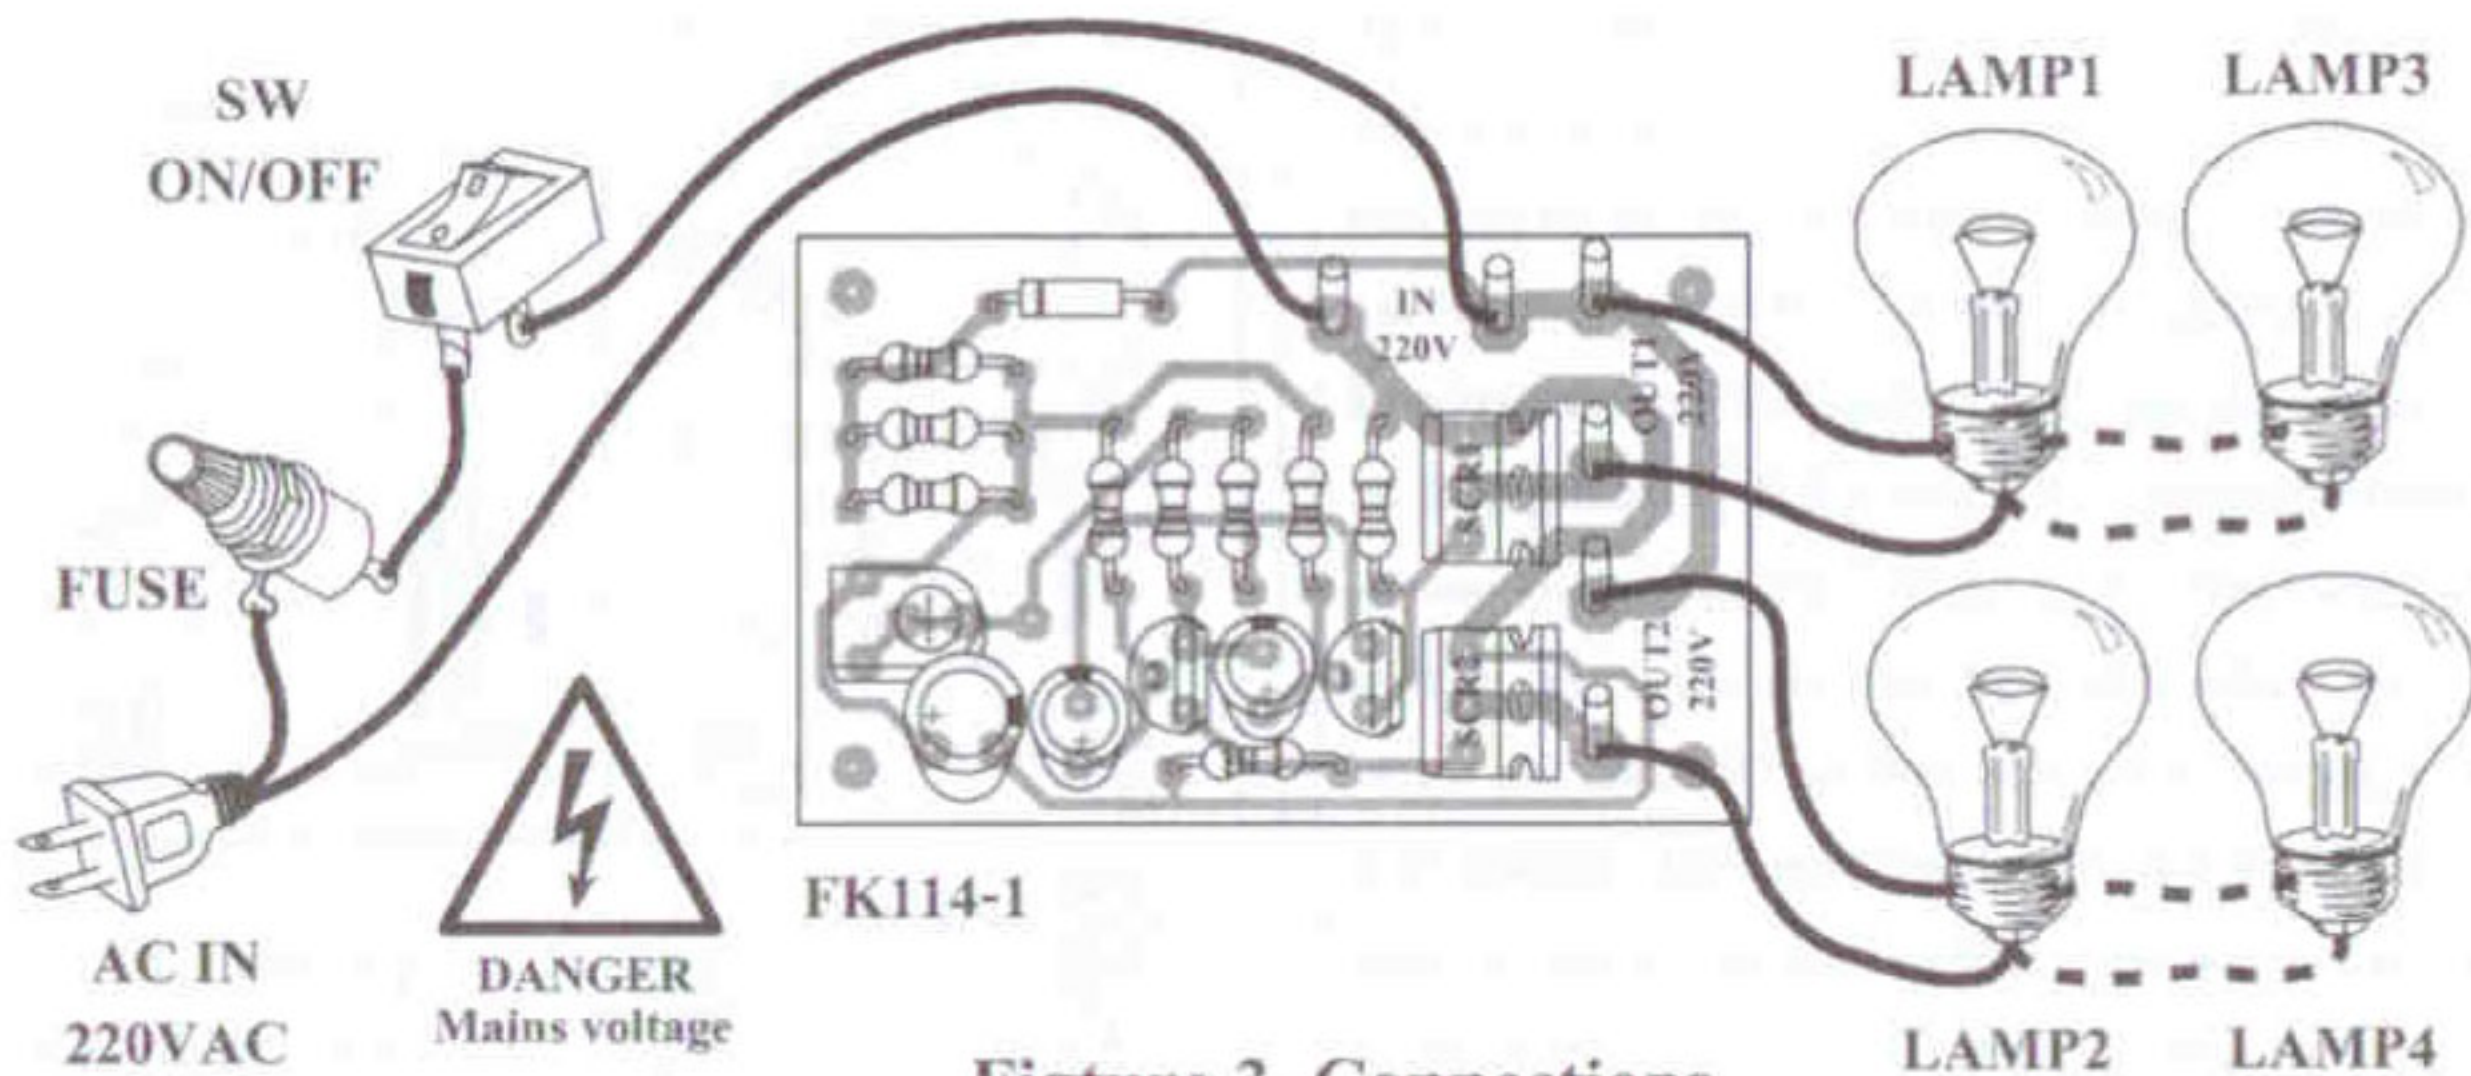 SW
ON/OFF
LAMP1
LAMP3
IN
220V
OUT1
220V
SCR1
FUSE
OUT2
220V
SCR2
FK114-1
AC IN
220VAC
DANGER
Mains voltage
LAMP2
LAMP4